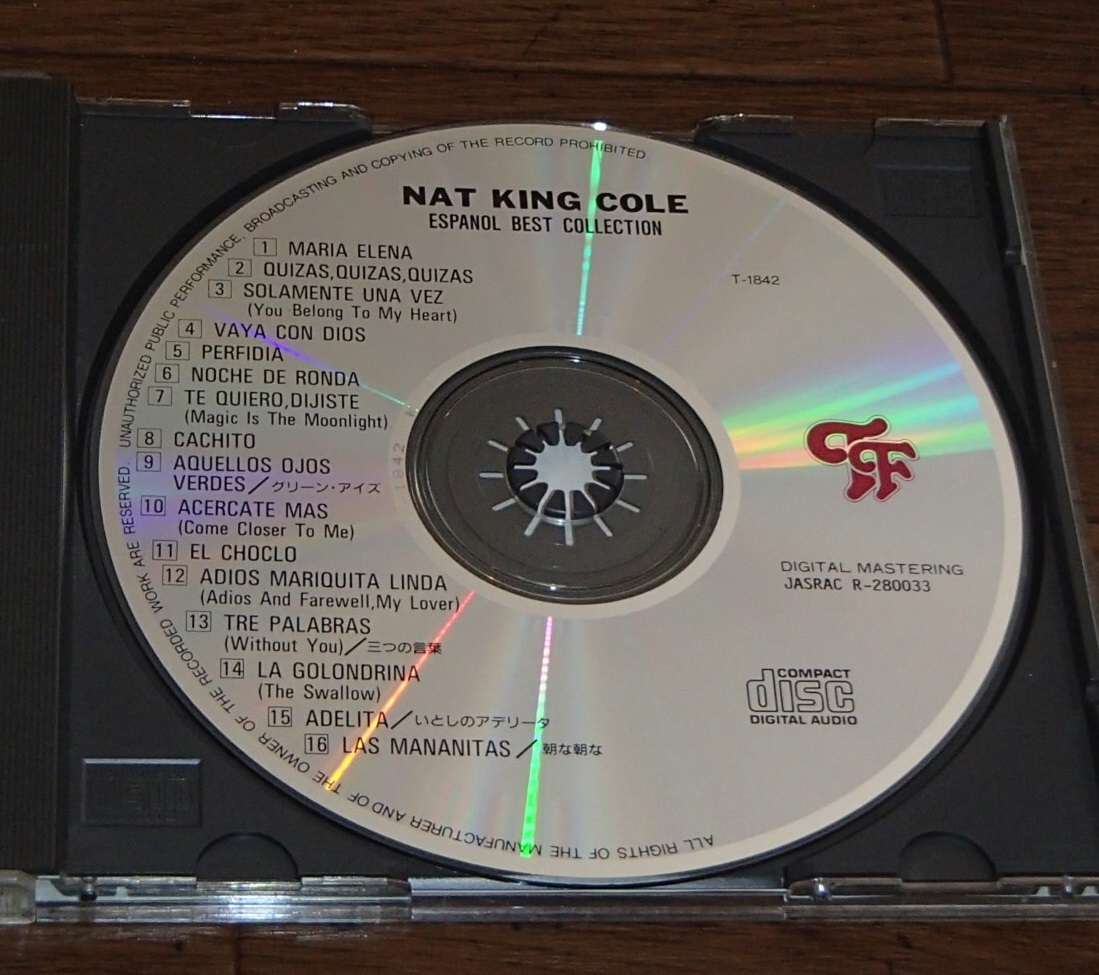 NAT KING COLE
ESPANOL BEST COLLECTION
1 MARIA ELENA
2 QUIZAS,QUIZAS,QUIZAS
3 SOLAMENTE UNA VEZ
(You Belong To My Heart)
4 VAYA CON DIOS
5 PERFIDIA
6 NOCHE DE RONDA
7 TE QUIERO,DIJISTE
(Magic Is The Moonlight)
8 CACHITO
9 AQUELLOS OJOS
VERDES/グリーン・アイズ
10 ACERCATE MAS
(Come Closer To Me)
11 EL CHOCLO
12 ADIOS MARIQUITA LINDA
(Adios And Farewell,My Lover)
13 TRE PALABRAS
(Without You)/三つの言葉
14 LA GOLONDRINA
(The Swallow)
15 ADELITA/いとしのアデリータ
16 LAS MANANITAS/朝な朝な
T-1842
1842
DIGITAL MASTERING
JASRAC R-280033
COMPACT
disc
DIGITAL AUDIO
ALL RIGHTS OF THE MANUFACTURER AND OF THE OWNER OF THE RECORDED WORK ARE RESERVED. UNAUTHORIZED PUBLIC PERFORMANCE. BROADCASTING AND COPYING OF THE RECORD PROHIBITED